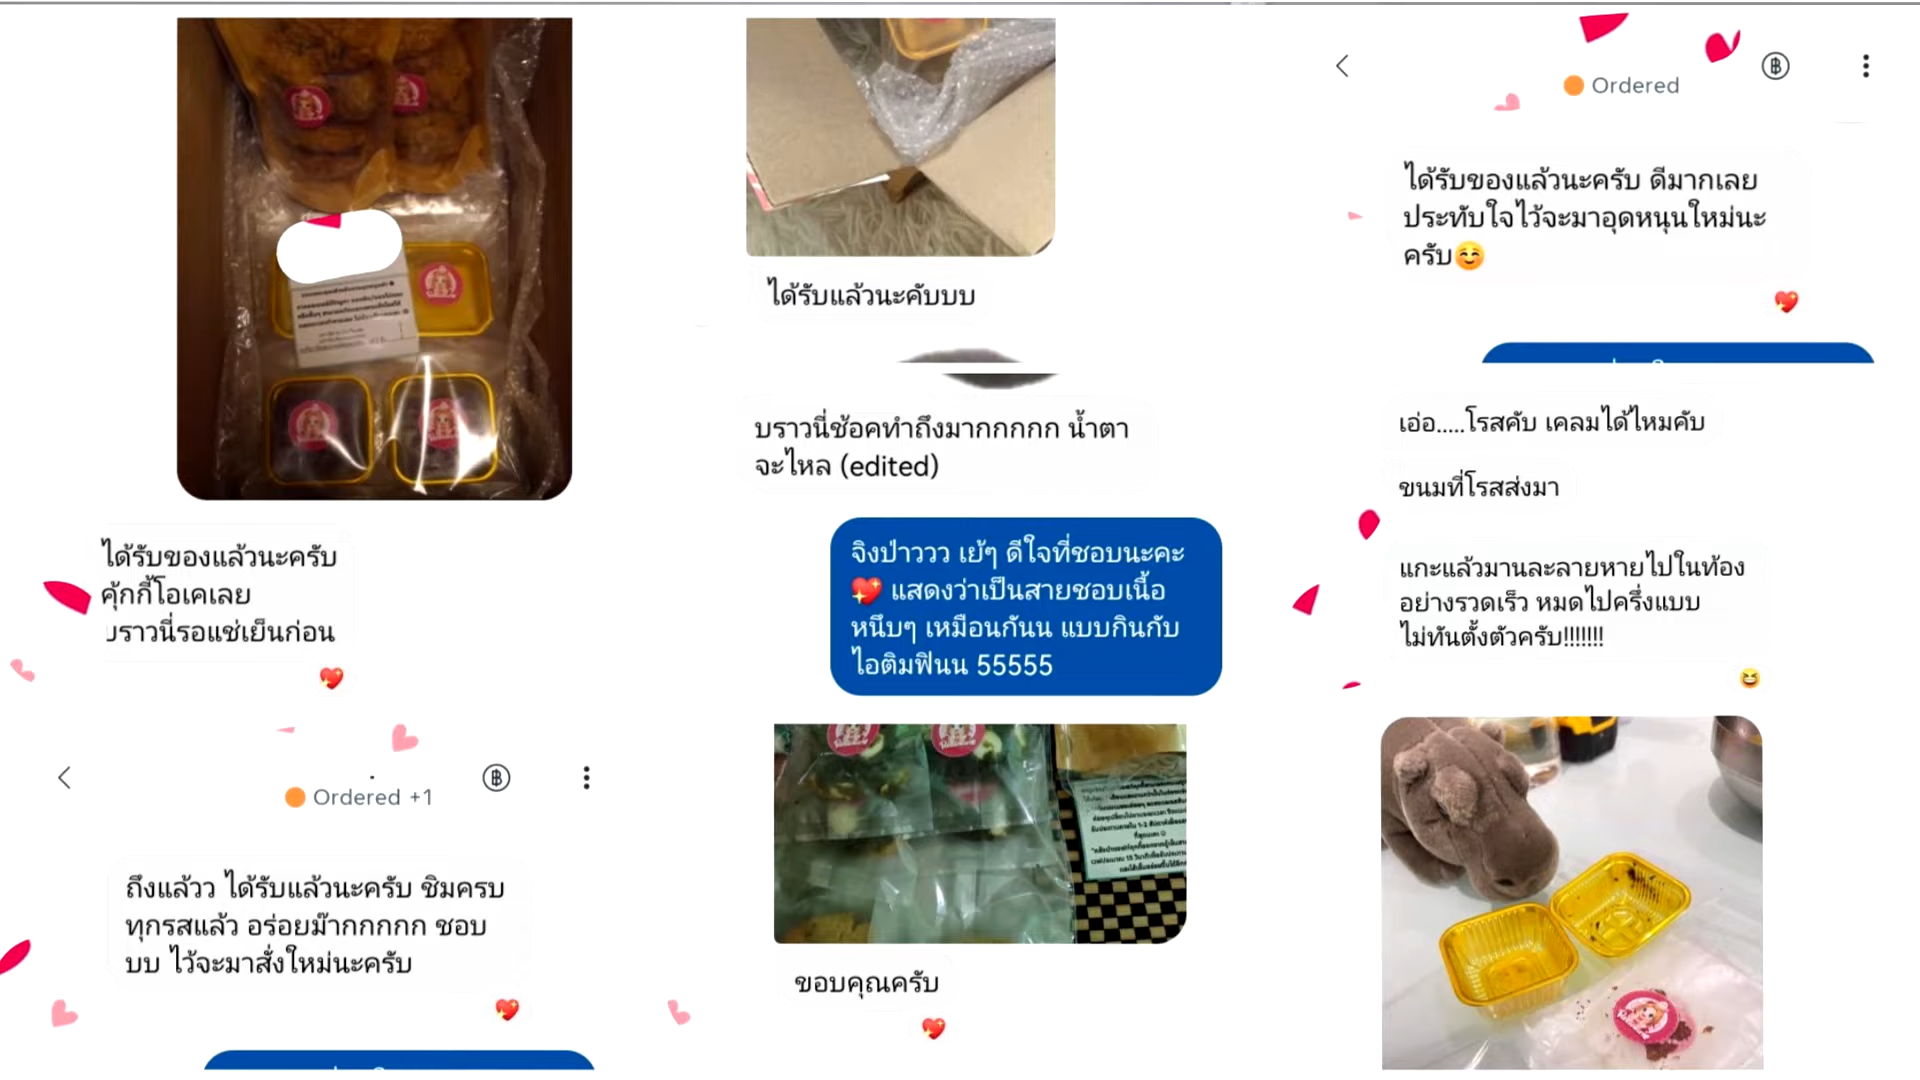 ได้รับของแล้วนะครับ
คุ้กกี้โอเคเลย
บราวนี่รอแช่เย็นก่อน
Ordered +1
ถึงแล้วว ได้รับแล้วนะครับ ชิมครบ
ทุกรสแล้ว อร่อยม๊ากกกกก ชอบ
บบ ไว้จะมาสั่งใหม่นะครับ
ได้รับแล้วนะคับบบ
บราวนี่ช้อคทำถึงมากกกกก น้ำตา
จะไหล (edited)
จิงป่าววว เย้ๆ ดีใจที่ชอบนะคะ
💖 แสดงว่าเป็นสายชอบเนื้อ
หนึบๆ เหมือนกันน แบบกินกับ
ไอติมฟินน 55555
ขอบคุณครับ
Ordered
ได้รับของแล้วนะครับ ดีมากเลย
ประทับใจไว้จะมาอุดหนุนใหม่นะ
ครับ😊
เอ่อ.....โรสคับ เคลมได้ไหมคับ
ขนมที่โรสส่งมา
แกะแล้วมานละลายหายไปในท้อง
อย่างรวดเร็ว หมดไปครึ่งแบบ
ไม่ทันตั้งตัวครับ!!!!!!!